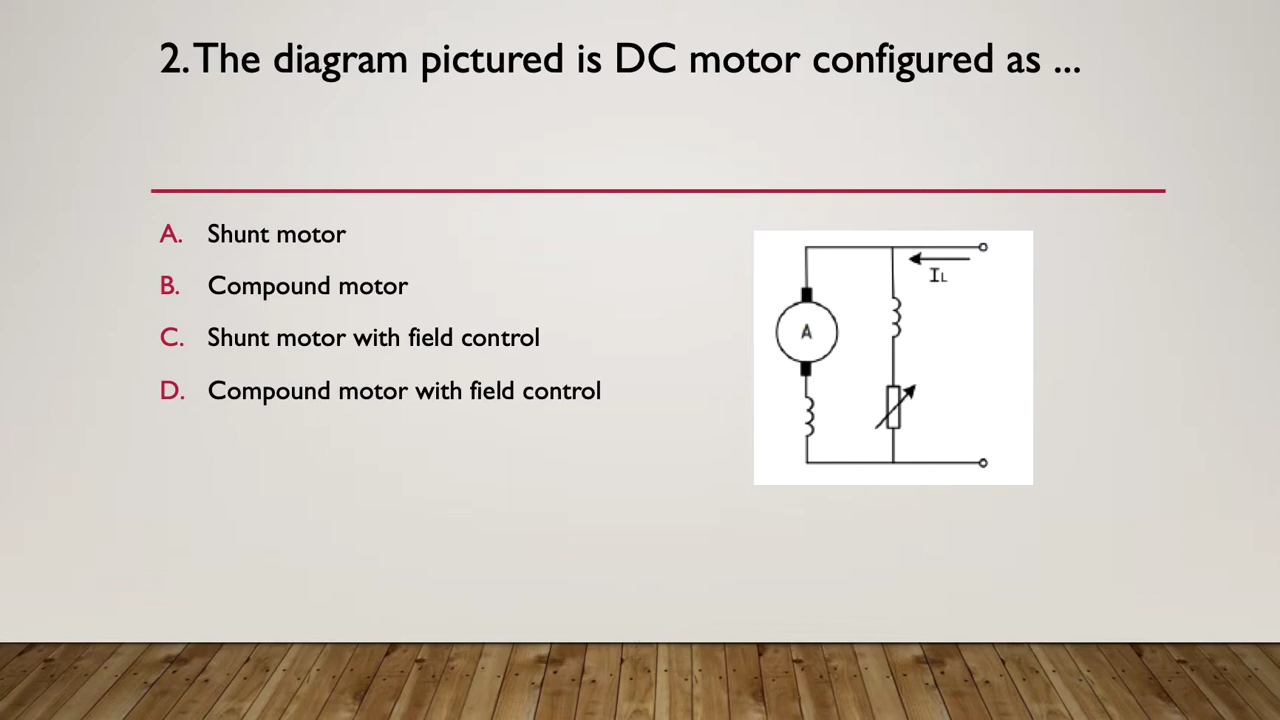 2. The diagram pictured is DC motor configured as ...
A. Shunt motor
B. Compound motor
C. Shunt motor with field control
D. Compound motor with field control
IL
A